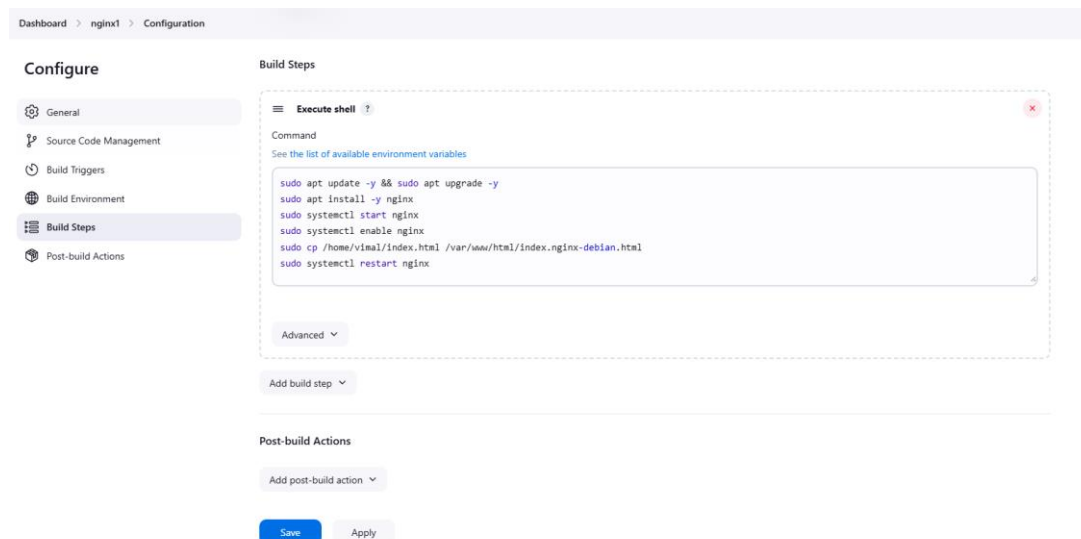 Dashboard > nginx1 > Configuration
Configure
General
Source Code Management
Build Triggers
Build Environment
Build Steps
Post-build Actions
Build Steps
Execute shell ?
Command
See the list of available environment variables
sudo apt update -y && sudo apt upgrade -y
sudo apt install -y nginx
sudo systemctl start nginx
sudo systemctl enable nginx
sudo cp /home/vimal/index.html /var/www/html/index.nginx-debian.html
sudo systemctl restart nginx
Advanced
Add build step
Post-build Actions
Add post-build action
Save Apply